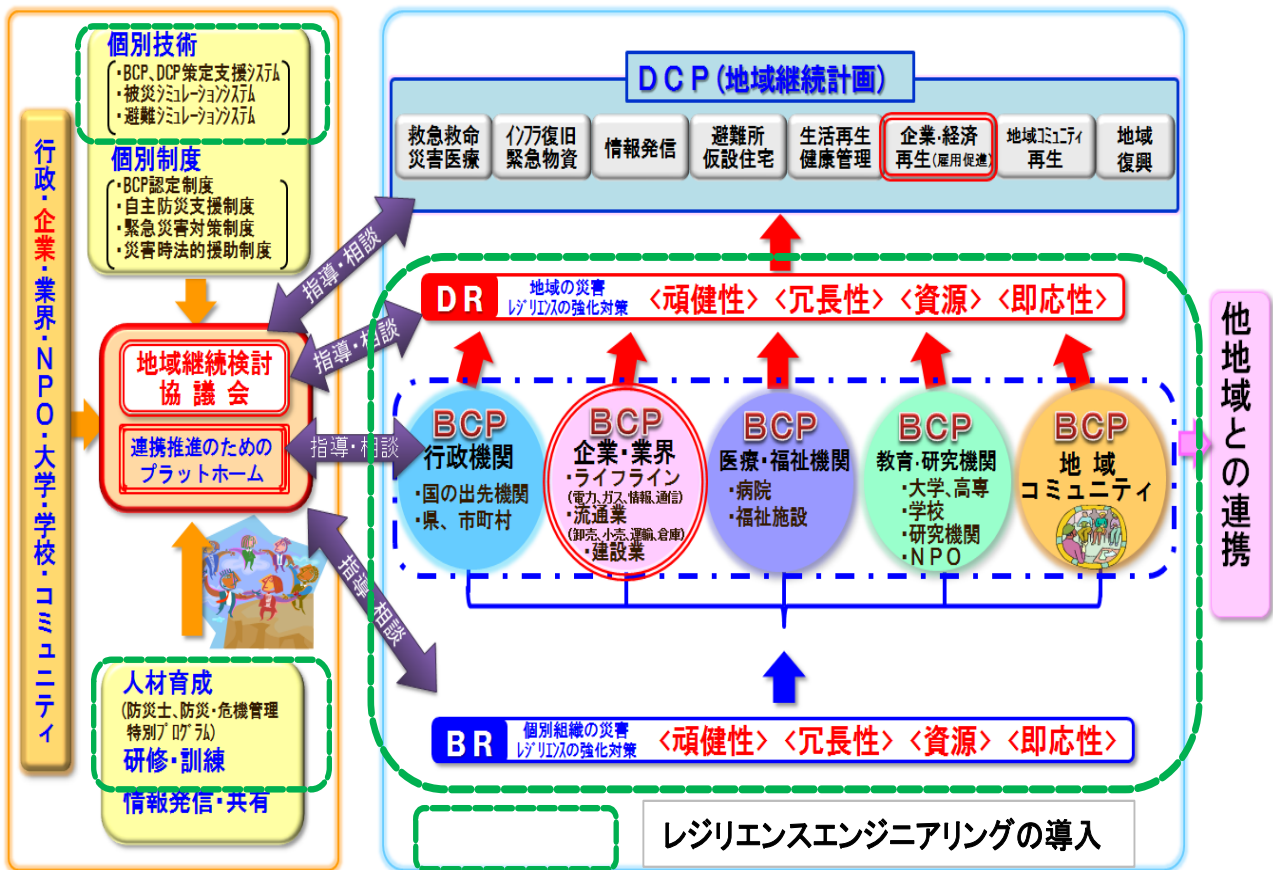 行政・企業・業界・NPO・大学・学校・コミュニティ
個別技術
・BCP、DCP策定支援システム
・被災シミュレーションシステム
・避難シミュレーションシステム
個別制度
・BCP認定制度
・自主防災支援制度
・緊急災害対策制度
・災害時法的援助制度
地域継続検討
協議会
連携推進のための
プラットホーム
人材育成
(防災士、防災・危機管理
特別プログラム)
研修・訓練
情報発信・共有
指導・相談
指導・相談
指導・相談
指導・相談
DCP(地域継続計画)
救急救命
災害医療
インフラ復旧
緊急物資
情報発信
避難所
仮設住宅
生活再生
健康管理
企業・経済
再生(雇用促進)
地域コミュニティ
再生
地域
復興
DR
地域の災害
レジリエンスの強化対策
<頑健性> <冗長性> <資源> <即応性>
BCP
行政機関
・国の出先機関
・県、市町村
BCP
企業・業界
・ライフライン
(電力、ガス、情報、通信)
・流通業
(卸売、小売、運輸、倉庫)
・建設業
BCP
医療・福祉機関
・病院
・福祉施設
BCP
教育・研究機関
・大学、高専
・学校
・研究機関
・NPO
BCP
地域
コミュニティ
BR
個別組織の災害
レジリエンスの強化対策
<頑健性> <冗長性> <資源> <即応性>
レジリエンスエンジニアリングの導入
他地域との連携